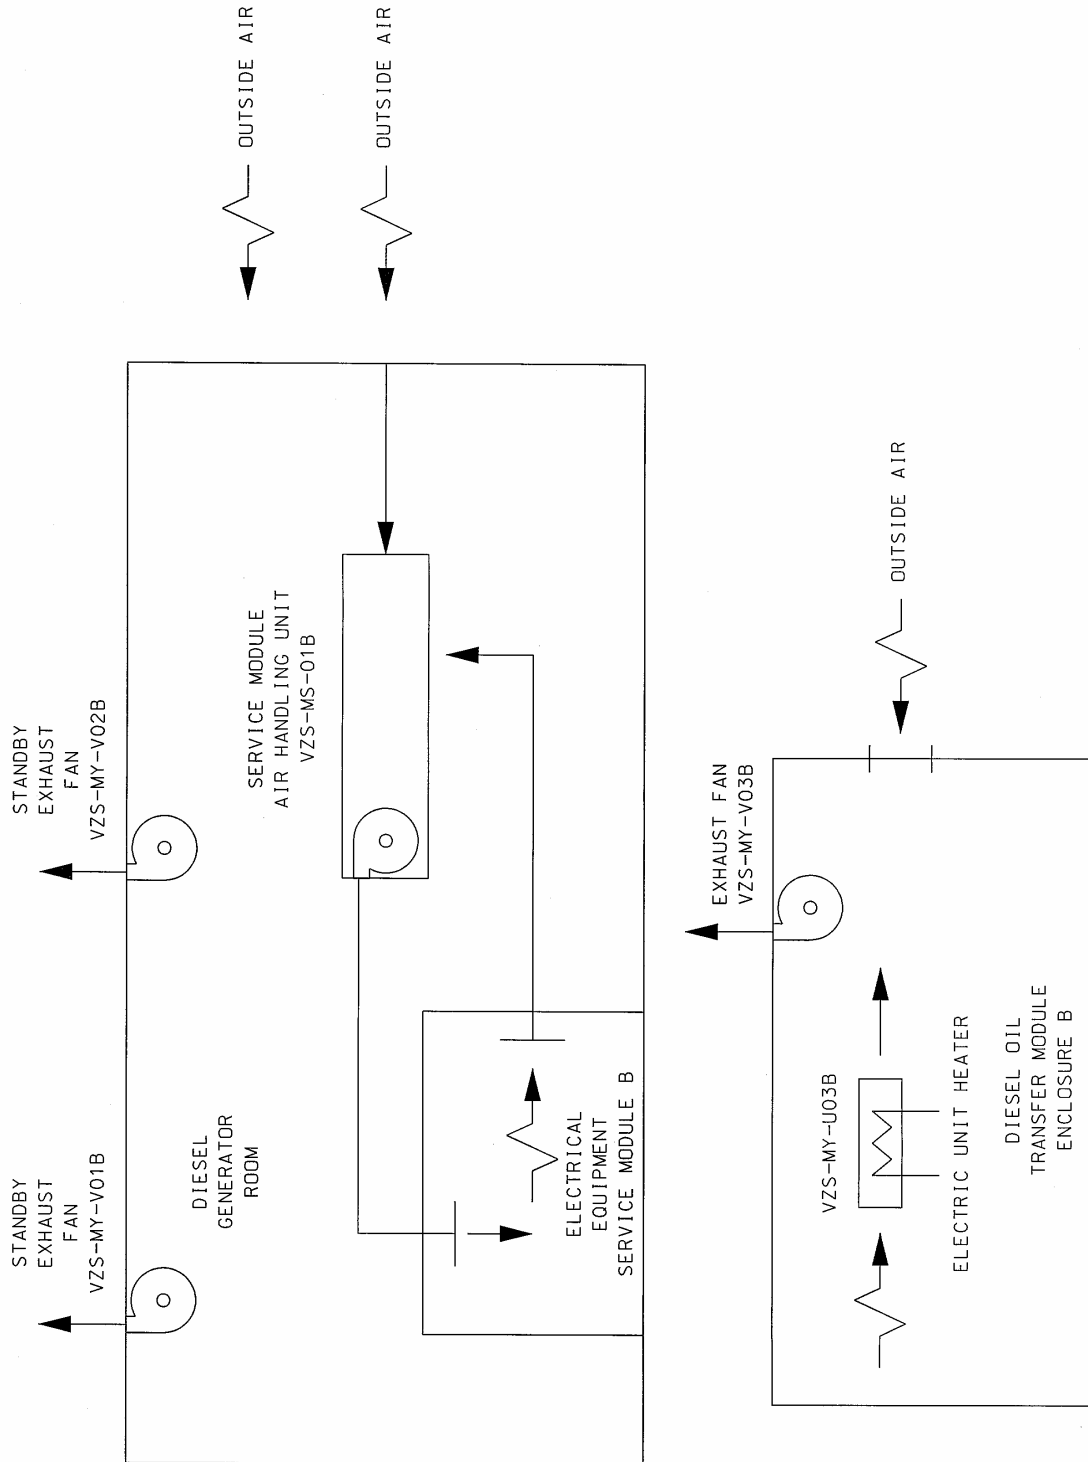 STANDBY
EXHAUST
FAN
VZS-MY-V01B
STANDBY
EXHAUST
FAN
VZS-MY-V02B
OUTSIDE AIR
OUTSIDE AIR
DIESEL
GENERATOR
ROOM
SERVICE MODULE
AIR HANDLING UNIT
VZS-MS-01B
ELECTRICAL
EQUIPMENT
SERVICE MODULE B
EXHAUST FAN
VZS-MY-V03B
OUTSIDE AIR
VZS-MY-U03B
ELECTRIC UNIT HEATER
DIESEL OIL
TRANSFER MODULE
ENCLOSURE B